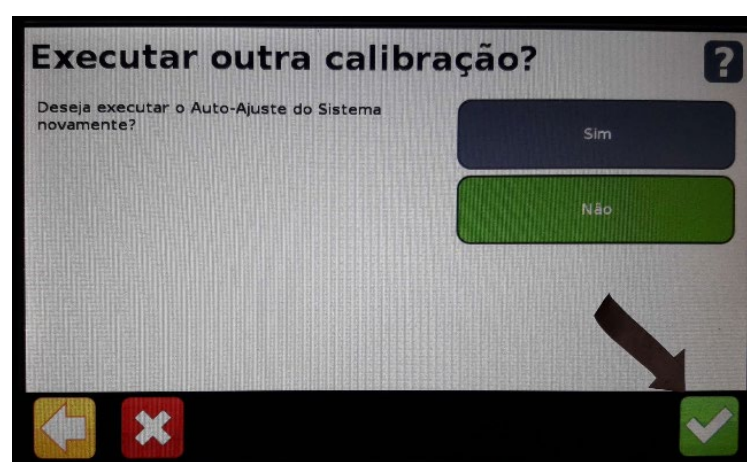 Executar outra calibração?
?
Deseja executar o Auto-Ajuste do Sistema
novamente?
Sim
Não